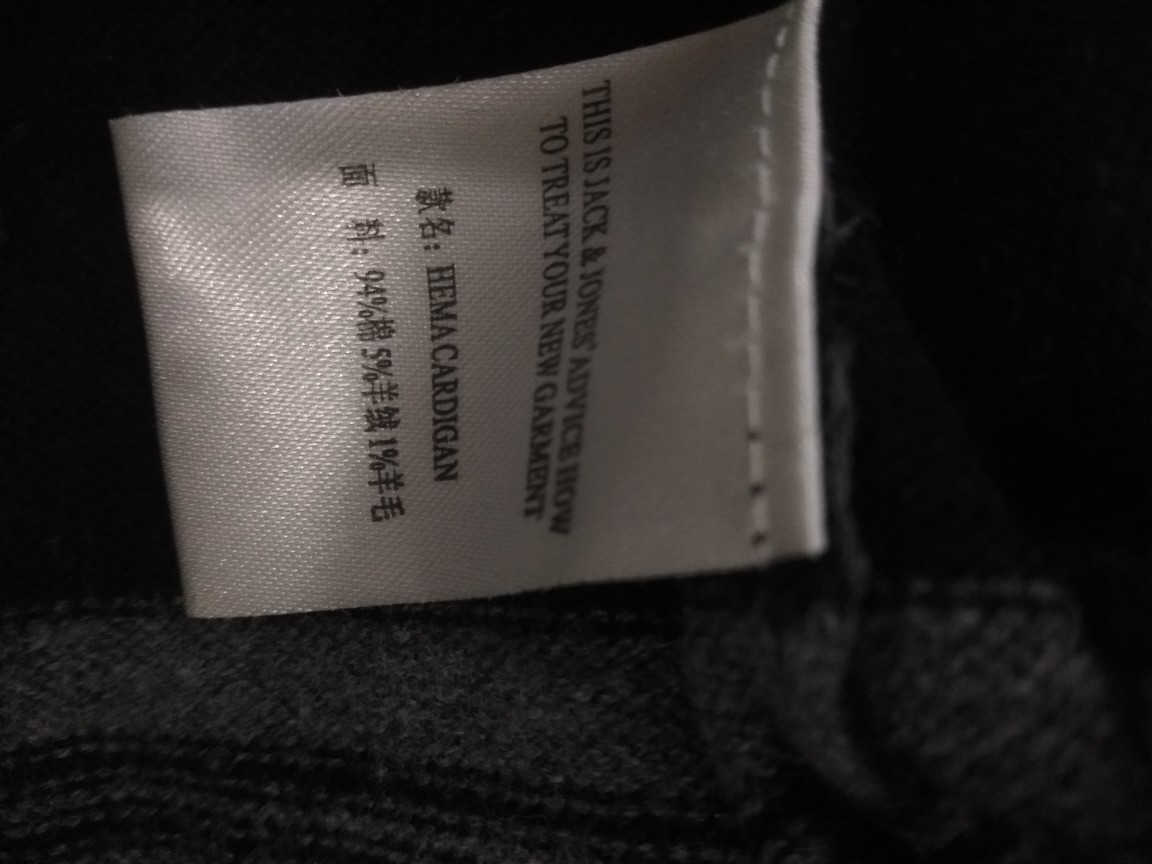 THIS IS JACK & JONES' ADVICE HOW
TO TREAT YOUR NEW GARMENT
款名：HEMA CARDIGAN
面 料：94%棉5%羊绒1%羊毛